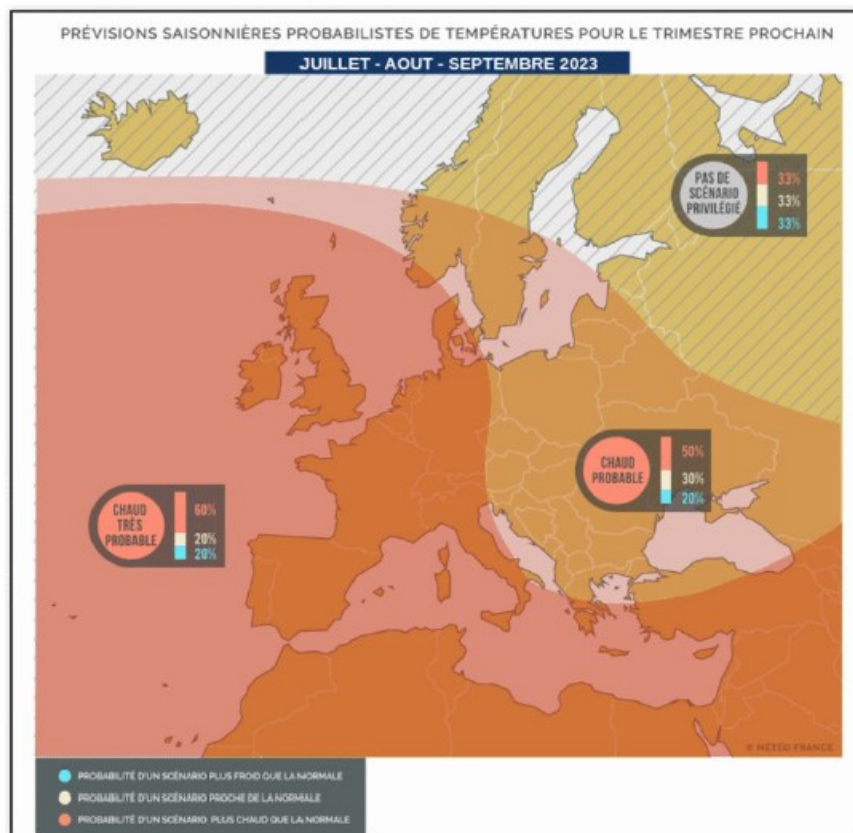 PRÉVISIONS SAISONNIÈRES PROBABILISTES DE TEMPÉRATURES POUR LE TRIMESTRE PROCHAIN
JUILLET - AOUT - SEPTEMBRE 2023
PAS DE
SCÉNARIO
PRIVILÉGIÉ
33%
33%
33%
CHAUD
PROBABLE
50%
30%
20%
CHAUD
TRÈS
PROBABLE
60%
20%
20%
© MÉTÉO FRANCE
PROBABILITÉ D'UN SCÉNARIO PLUS FROID QUE LA NORMALE
PROBABILITÉ D'UN SCÉNARIO PROCHE DE LA NORMALE
PROBABILITÉ D'UN SCÉNARIO PLUS CHAUD QUE LA NORMALE